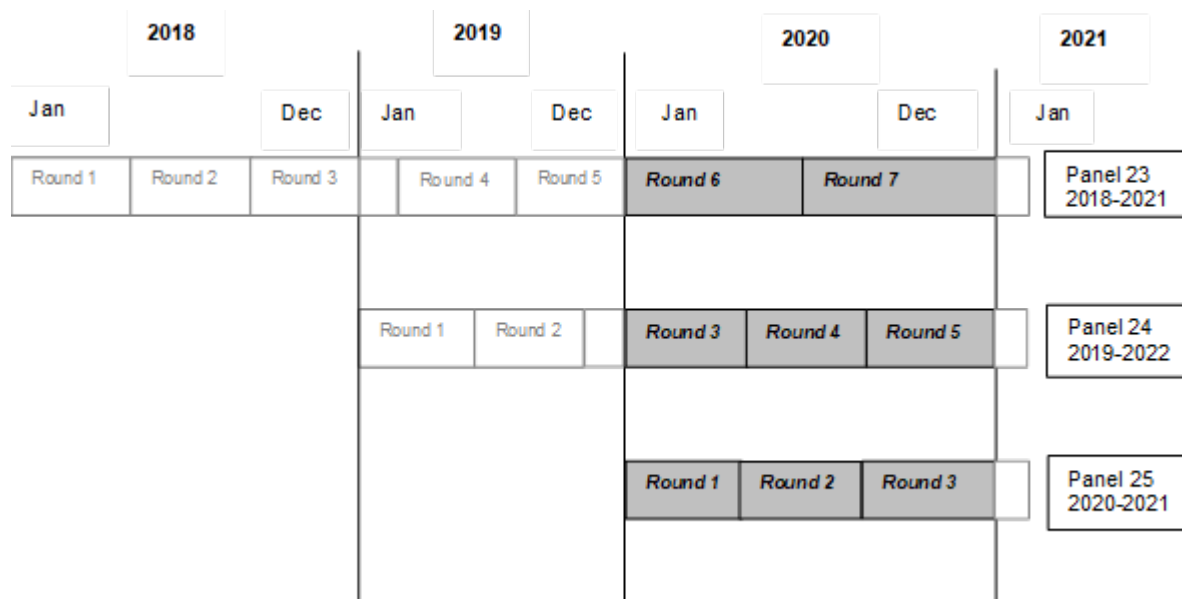 2018 2019 2020 2021
Jan Dec Jan Dec Jan Dec Jan
Round 1 Round 2 Round 3 Round 4 Round 5 Round 6 Round 7 Panel 23
2018-2021
Round 1 Round 2 Round 3 Round 4 Round 5 Panel 24
2019-2022
Round 1 Round 2 Round 3 Panel 25
2020-2021